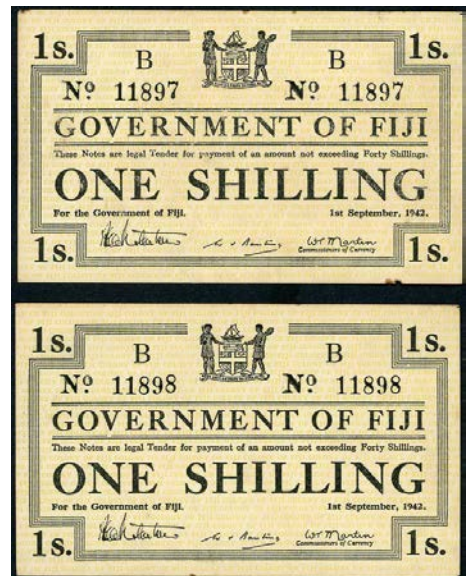 1s. 1s.
B B
Nº 11897 Nº 11897
GOVERNMENT OF FIJI
These Notes are legal Tender for payment of an amount not exceeding Forty Shillings.
ONE SHILLING
For the Government of Fiji. 1st September, 1942.
W R Martin
Commissioners of Currency
1s. 1s.
1s. 1s.
B B
Nº 11898 Nº 11898
GOVERNMENT OF FIJI
These Notes are legal Tender for payment of an amount not exceeding Forty Shillings.
ONE SHILLING
For the Government of Fiji. 1st September, 1942.
W R Martin
Commissioners of Currency
1s. 1s.